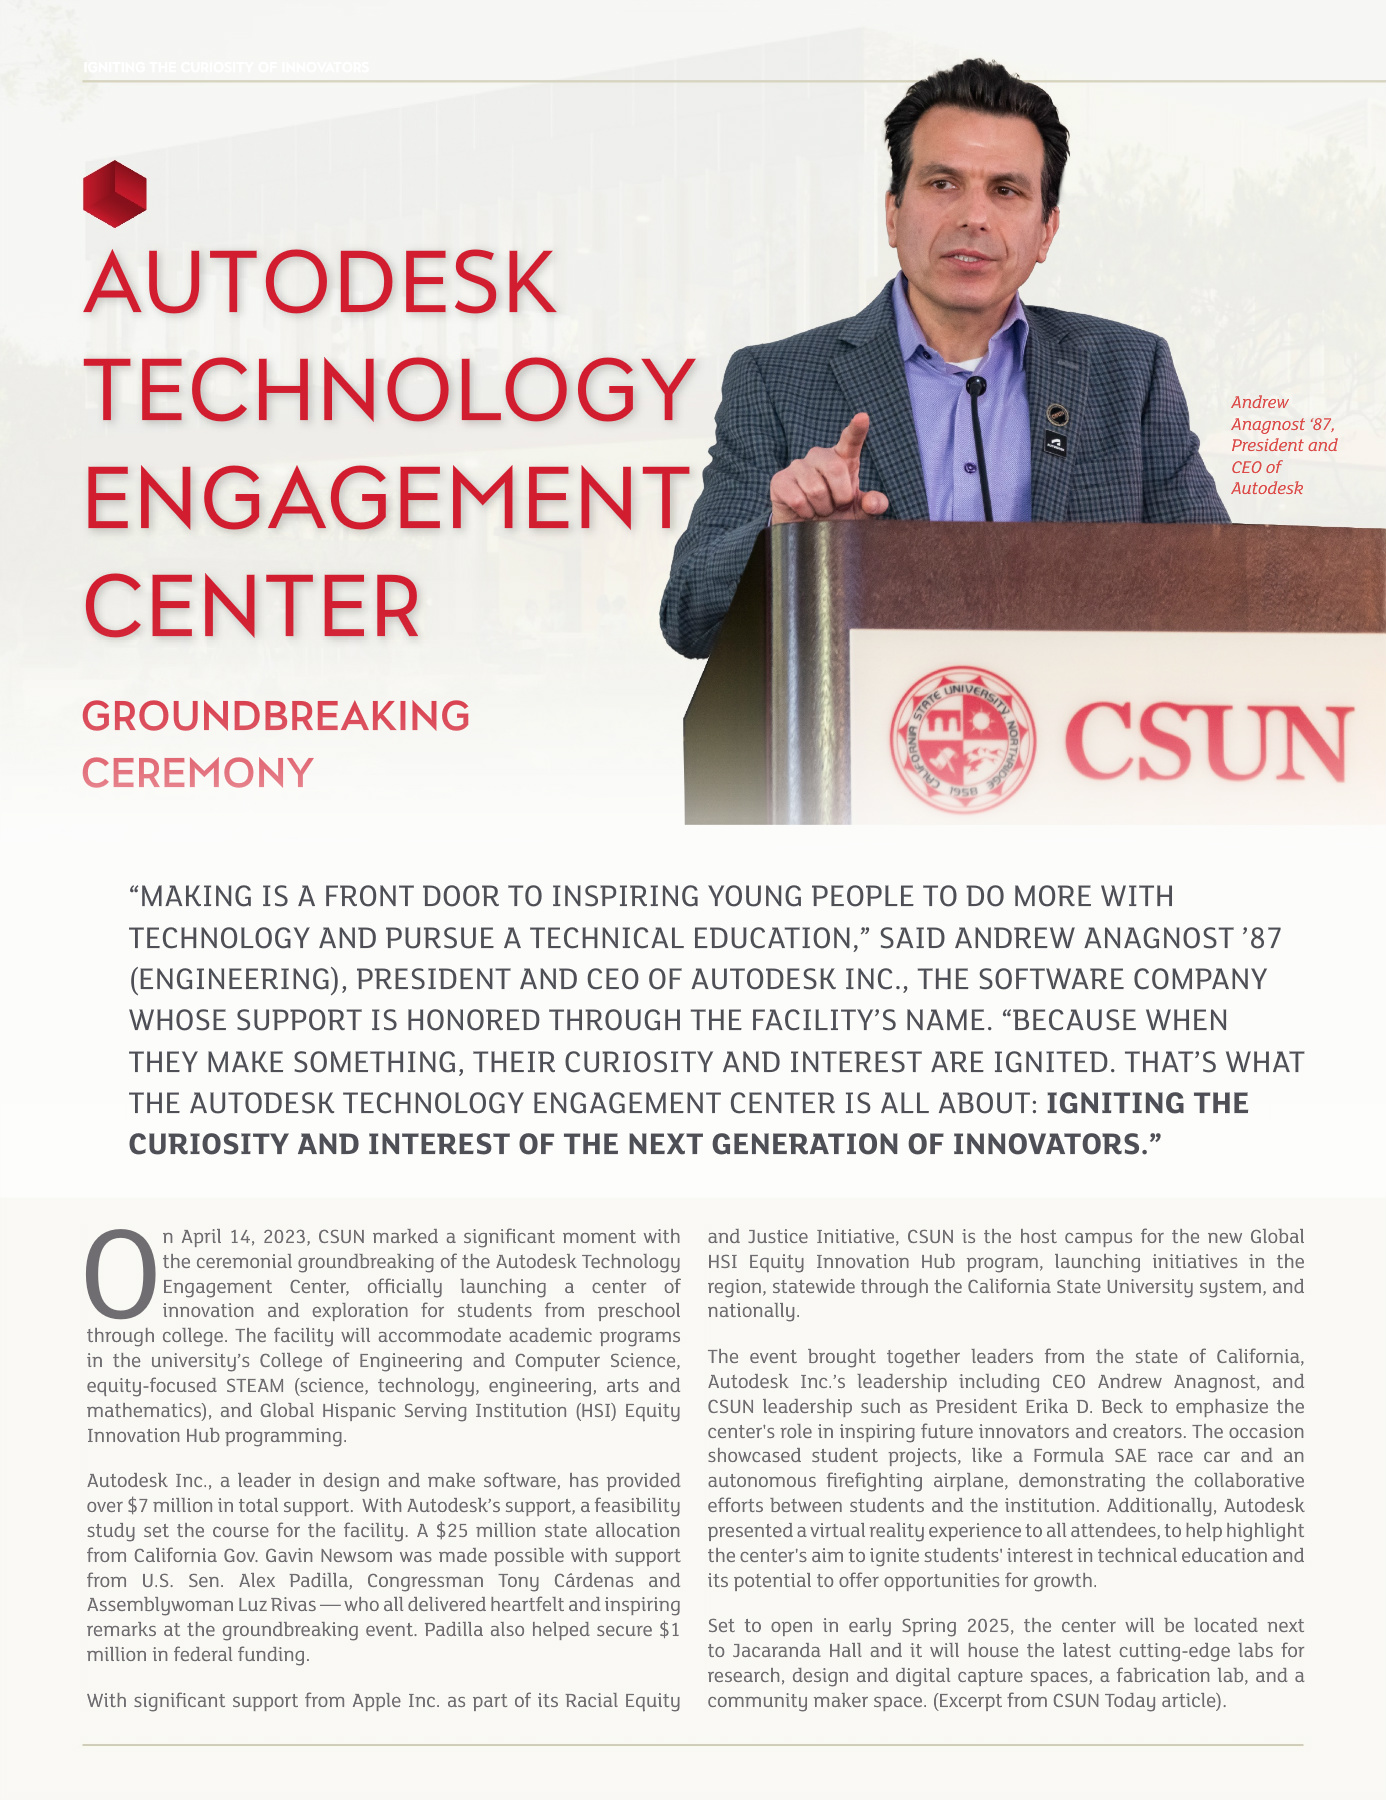 IGNITING THE CURIOSITY OF INNOVATORS
AUTODESK
TECHNOLOGY
ENGAGEMENT
CENTER
GROUNDBREAKING
CEREMONY
Andrew
Anagnost ‘87,
President and
CEO of
Autodesk
CALIFORNIA STATE UNIVERSITY NORTHRIDGE
1958
CSUN
“MAKING IS A FRONT DOOR TO INSPIRING YOUNG PEOPLE TO DO MORE WITH
TECHNOLOGY AND PURSUE A TECHNICAL EDUCATION,” SAID ANDREW ANAGNOST ’87
(ENGINEERING), PRESIDENT AND CEO OF AUTODESK INC., THE SOFTWARE COMPANY
WHOSE SUPPORT IS HONORED THROUGH THE FACILITY’S NAME. “BECAUSE WHEN
THEY MAKE SOMETHING, THEIR CURIOSITY AND INTEREST ARE IGNITED. THAT’S WHAT
THE AUTODESK TECHNOLOGY ENGAGEMENT CENTER IS ALL ABOUT: IGNITING THE
CURIOSITY AND INTEREST OF THE NEXT GENERATION OF INNOVATORS.”
On April 14, 2023, CSUN marked a significant moment with
the ceremonial groundbreaking of the Autodesk Technology
Engagement Center, officially launching a center of
innovation and exploration for students from preschool
through college. The facility will accommodate academic programs
in the university’s College of Engineering and Computer Science,
equity-focused STEAM (science, technology, engineering, arts and
mathematics), and Global Hispanic Serving Institution (HSI) Equity
Innovation Hub programming.
Autodesk Inc., a leader in design and make software, has provided
over $7 million in total support. With Autodesk’s support, a feasibility
study set the course for the facility. A $25 million state allocation
from California Gov. Gavin Newsom was made possible with support
from U.S. Sen. Alex Padilla, Congressman Tony Cárdenas and
Assemblywoman Luz Rivas — who all delivered heartfelt and inspiring
remarks at the groundbreaking event. Padilla also helped secure $1
million in federal funding.
With significant support from Apple Inc. as part of its Racial Equity
and Justice Initiative, CSUN is the host campus for the new Global
HSI Equity Innovation Hub program, launching initiatives in the
region, statewide through the California State University system, and
nationally.
The event brought together leaders from the state of California,
Autodesk Inc.’s leadership including CEO Andrew Anagnost, and
CSUN leadership such as President Erika D. Beck to emphasize the
center's role in inspiring future innovators and creators. The occasion
showcased student projects, like a Formula SAE race car and an
autonomous firefighting airplane, demonstrating the collaborative
efforts between students and the institution. Additionally, Autodesk
presented a virtual reality experience to all attendees, to help highlight
the center's aim to ignite students' interest in technical education and
its potential to offer opportunities for growth.
Set to open in early Spring 2025, the center will be located next
to Jacaranda Hall and it will house the latest cutting-edge labs for
research, design and digital capture spaces, a fabrication lab, and a
community maker space. (Excerpt from CSUN Today article).